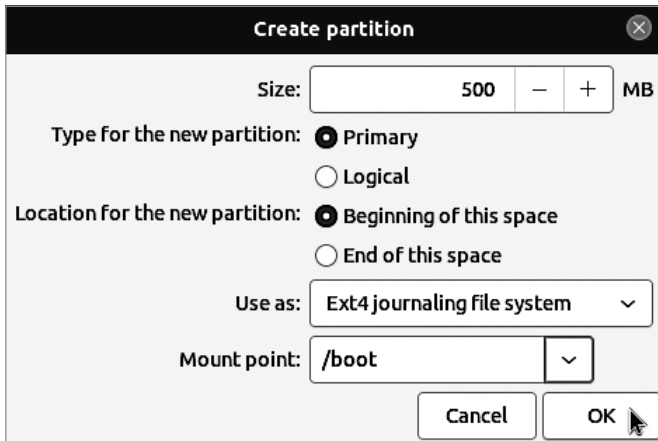 Create partition
Size: 500 − + MB
Type for the new partition: Primary
Logical
Location for the new partition: Beginning of this space
End of this space
Use as: Ext4 journaling file system
Mount point: /boot
Cancel OK